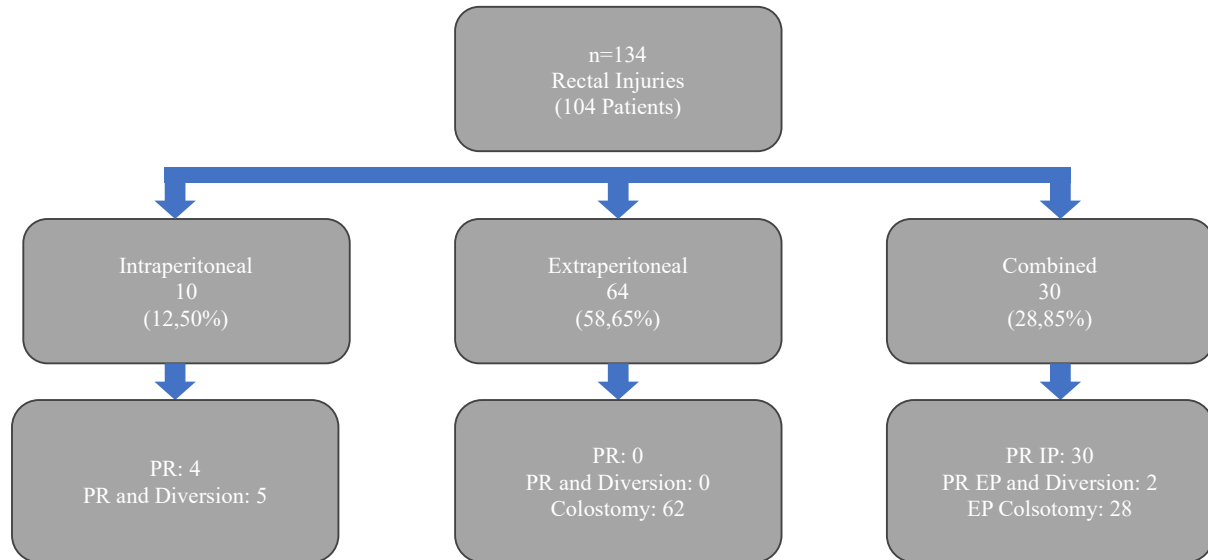 n=134
Rectal Injuries
(104 Patients)
Intraperitoneal
10
(12,50%)
Extraperitoneal
64
(58,65%)
Combined
30
(28,85%)
PR: 4
PR and Diversion: 5
PR: 0
PR and Diversion: 0
Colostomy: 62
PR IP: 30
PR EP and Diversion: 2
EP Colsotomy: 28